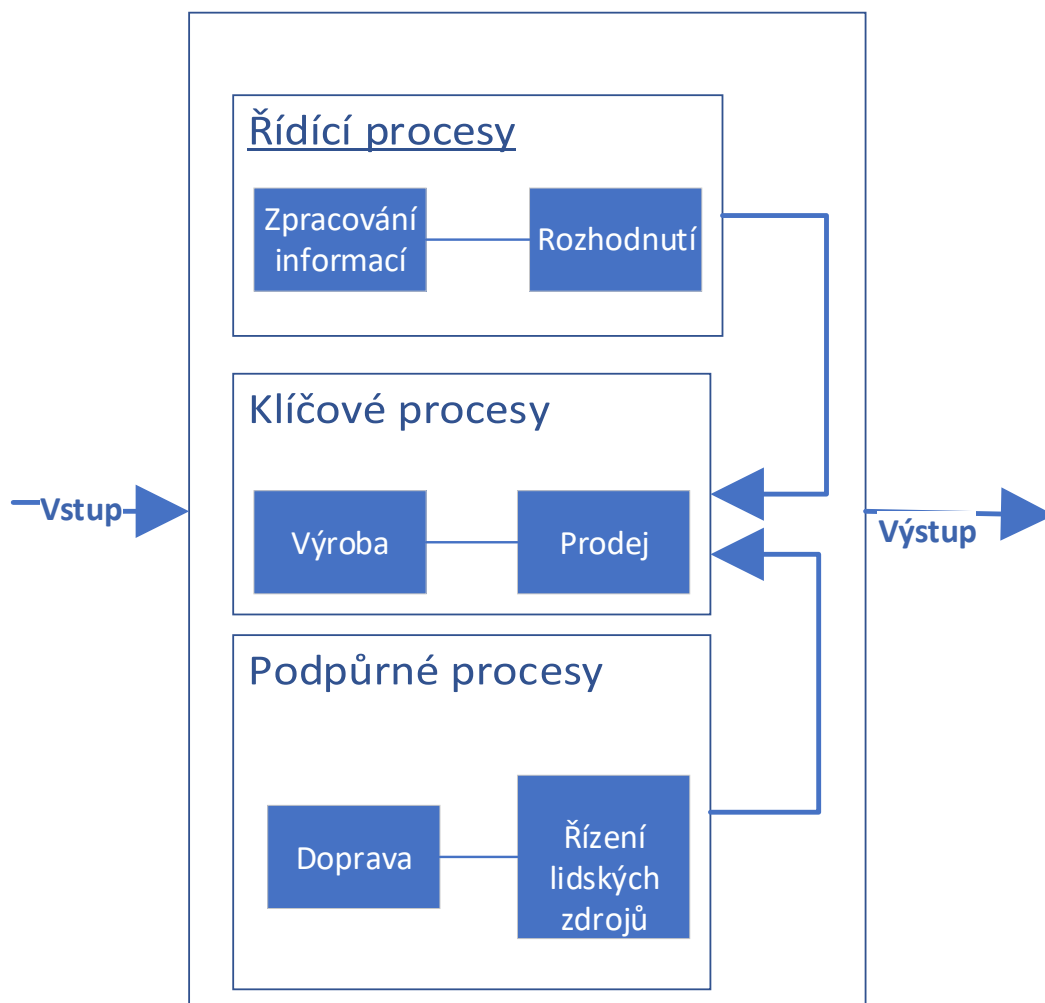 Řídící procesy
Zpracování
informací
Rozhodnutí
Klíčové procesy
Vstup
Výroba
Prodej
Výstup
Podpůrné procesy
Doprava
Řízení
lidských
zdrojů